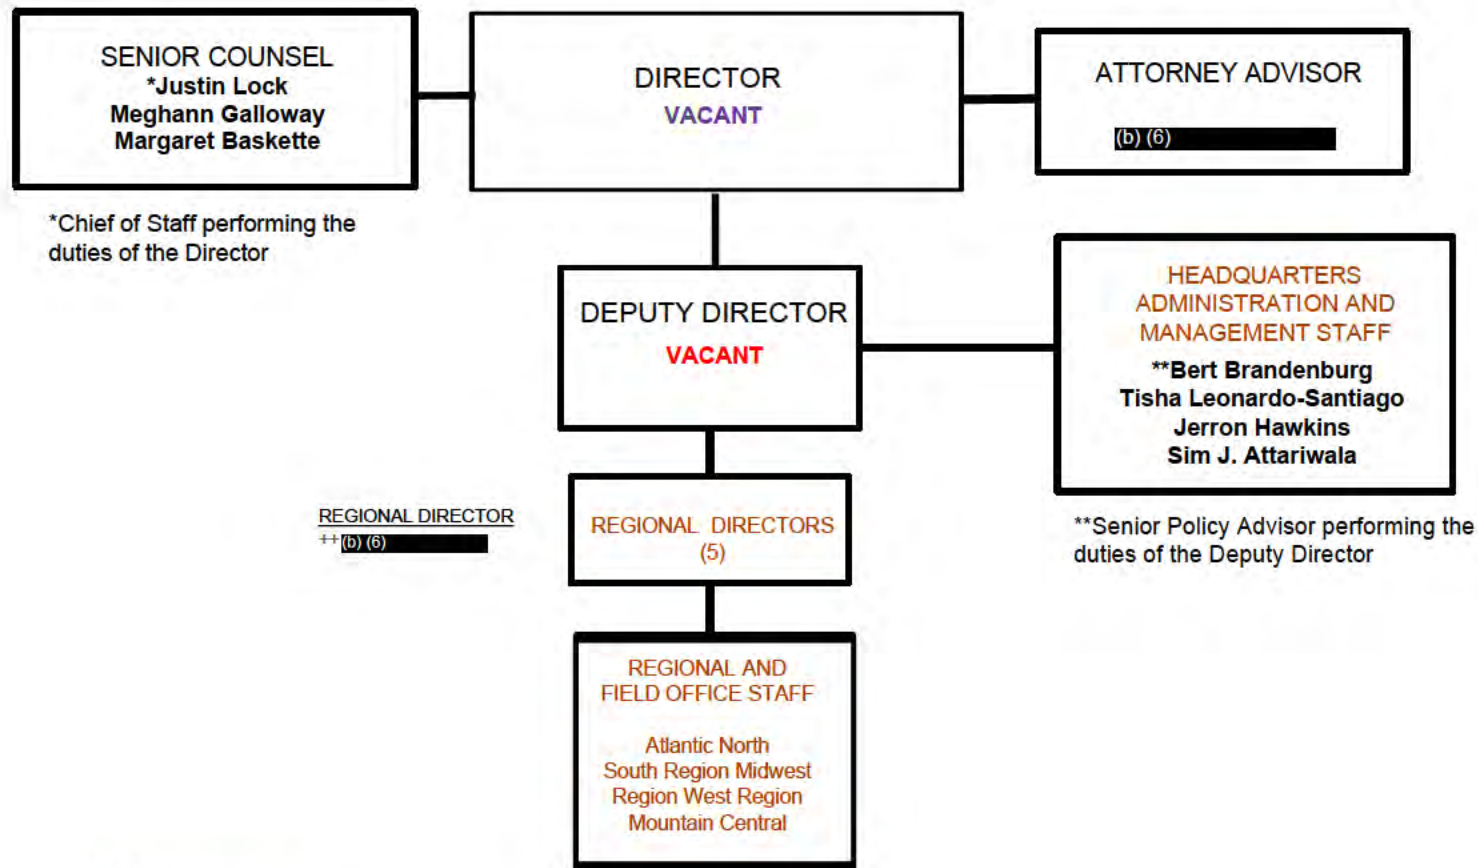 SENIOR COUNSEL
*Justin Lock
Meghann Galloway
Margaret Baskette
*Chief of Staff performing the
duties of the Director
DIRECTOR
VACANT
ATTORNEY ADVISOR
(b) (6)
DEPUTY DIRECTOR
VACANT
HEADQUARTERS
ADMINISTRATION AND
MANAGEMENT STAFF
**Bert Brandenburg
Tisha Leonardo-Santiago
Jerron Hawkins
Sim J. Attariwala
**Senior Policy Advisor performing the
duties of the Deputy Director
REGIONAL DIRECTOR
++(b) (6)
REGIONAL DIRECTORS
(5)
REGIONAL AND
FIELD OFFICE STAFF
Atlantic North
South Region Midwest
Region West Region
Mountain Central